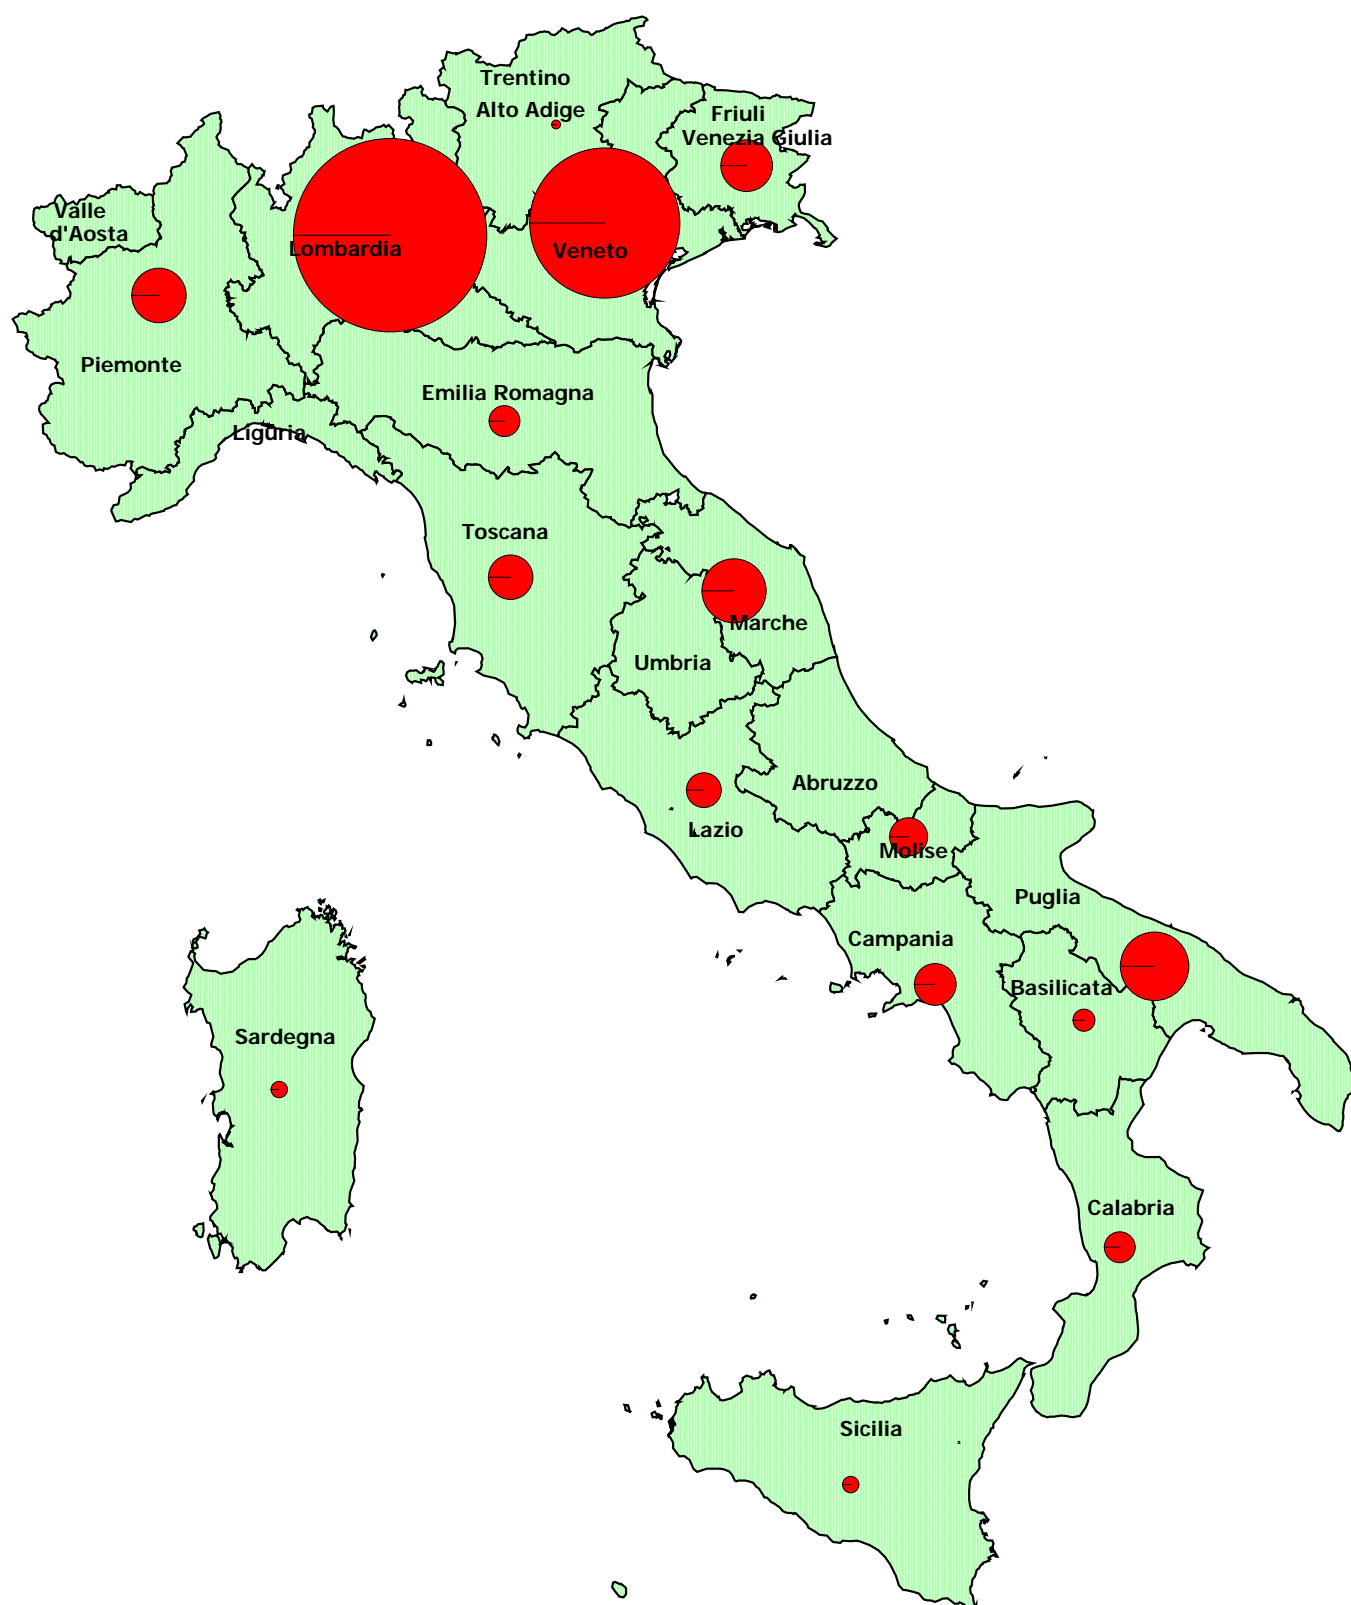 Trentino
Alto Adige
Friuli
Venezia Giulia
Valle
d'Aosta
Lombardia
Veneto
Piemonte
Emilia Romagna
Liguria
Toscana
Marche
Umbria
Abruzzo
Lazio
Molise
Puglia
Campania
Basilicata
Sardegna
Calabria
Sicilia